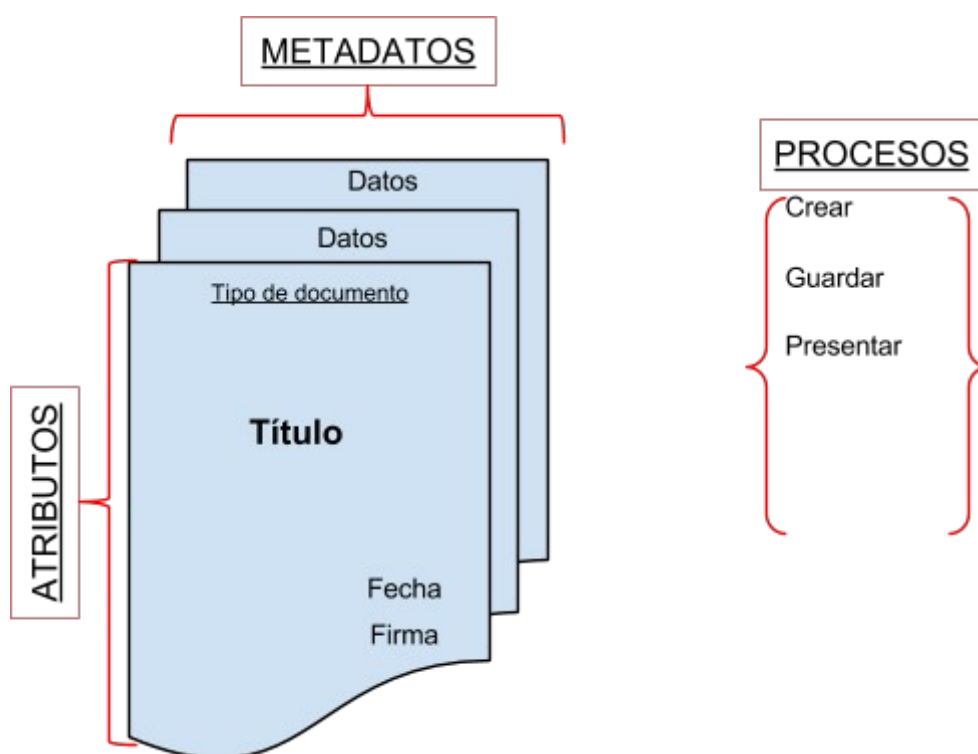 METADATOS
Datos
Datos
Tipo de documento
Título
Fecha
Firma
ATRIBUTOS
PROCESOS
Crear
Guardar
Presentar